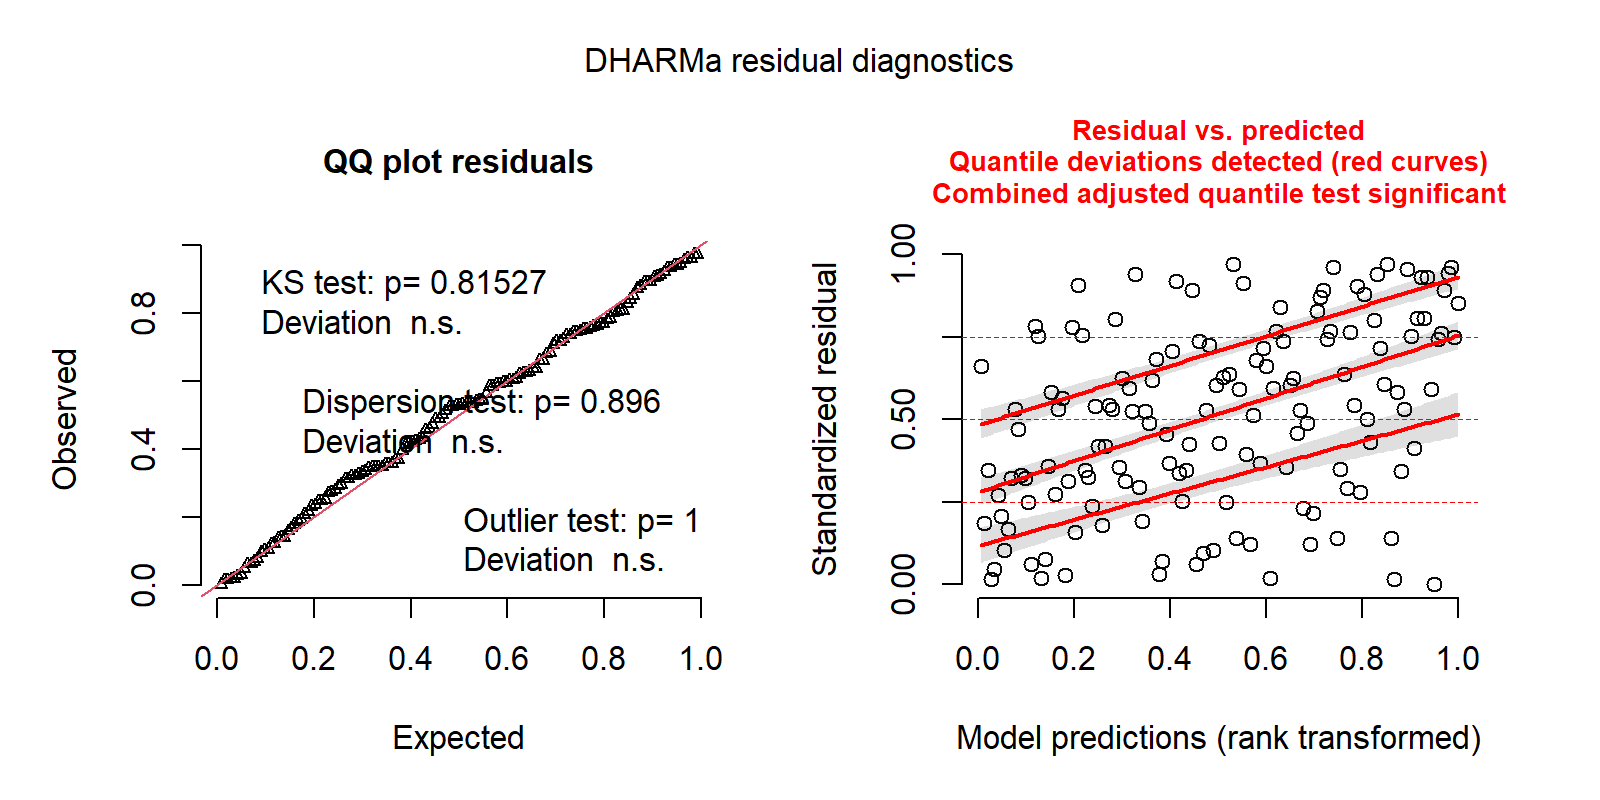 DHARMa residual diagnostics
QQ plot residuals
KS test: p= 0.81527
Deviation n.s.
Dispersion test: p= 0.896
Deviation n.s.
Outlier test: p= 1
Deviation n.s.
Observed
0.0
0.4
0.8
0.0 0.2 0.4 0.6 0.8 1.0
Expected
Residual vs. predicted
Quantile deviations detected (red curves)
Combined adjusted quantile test significant
Standardized residual
0.00
0.50
1.00
0.0 0.2 0.4 0.6 0.8 1.0
Model predictions (rank transformed)